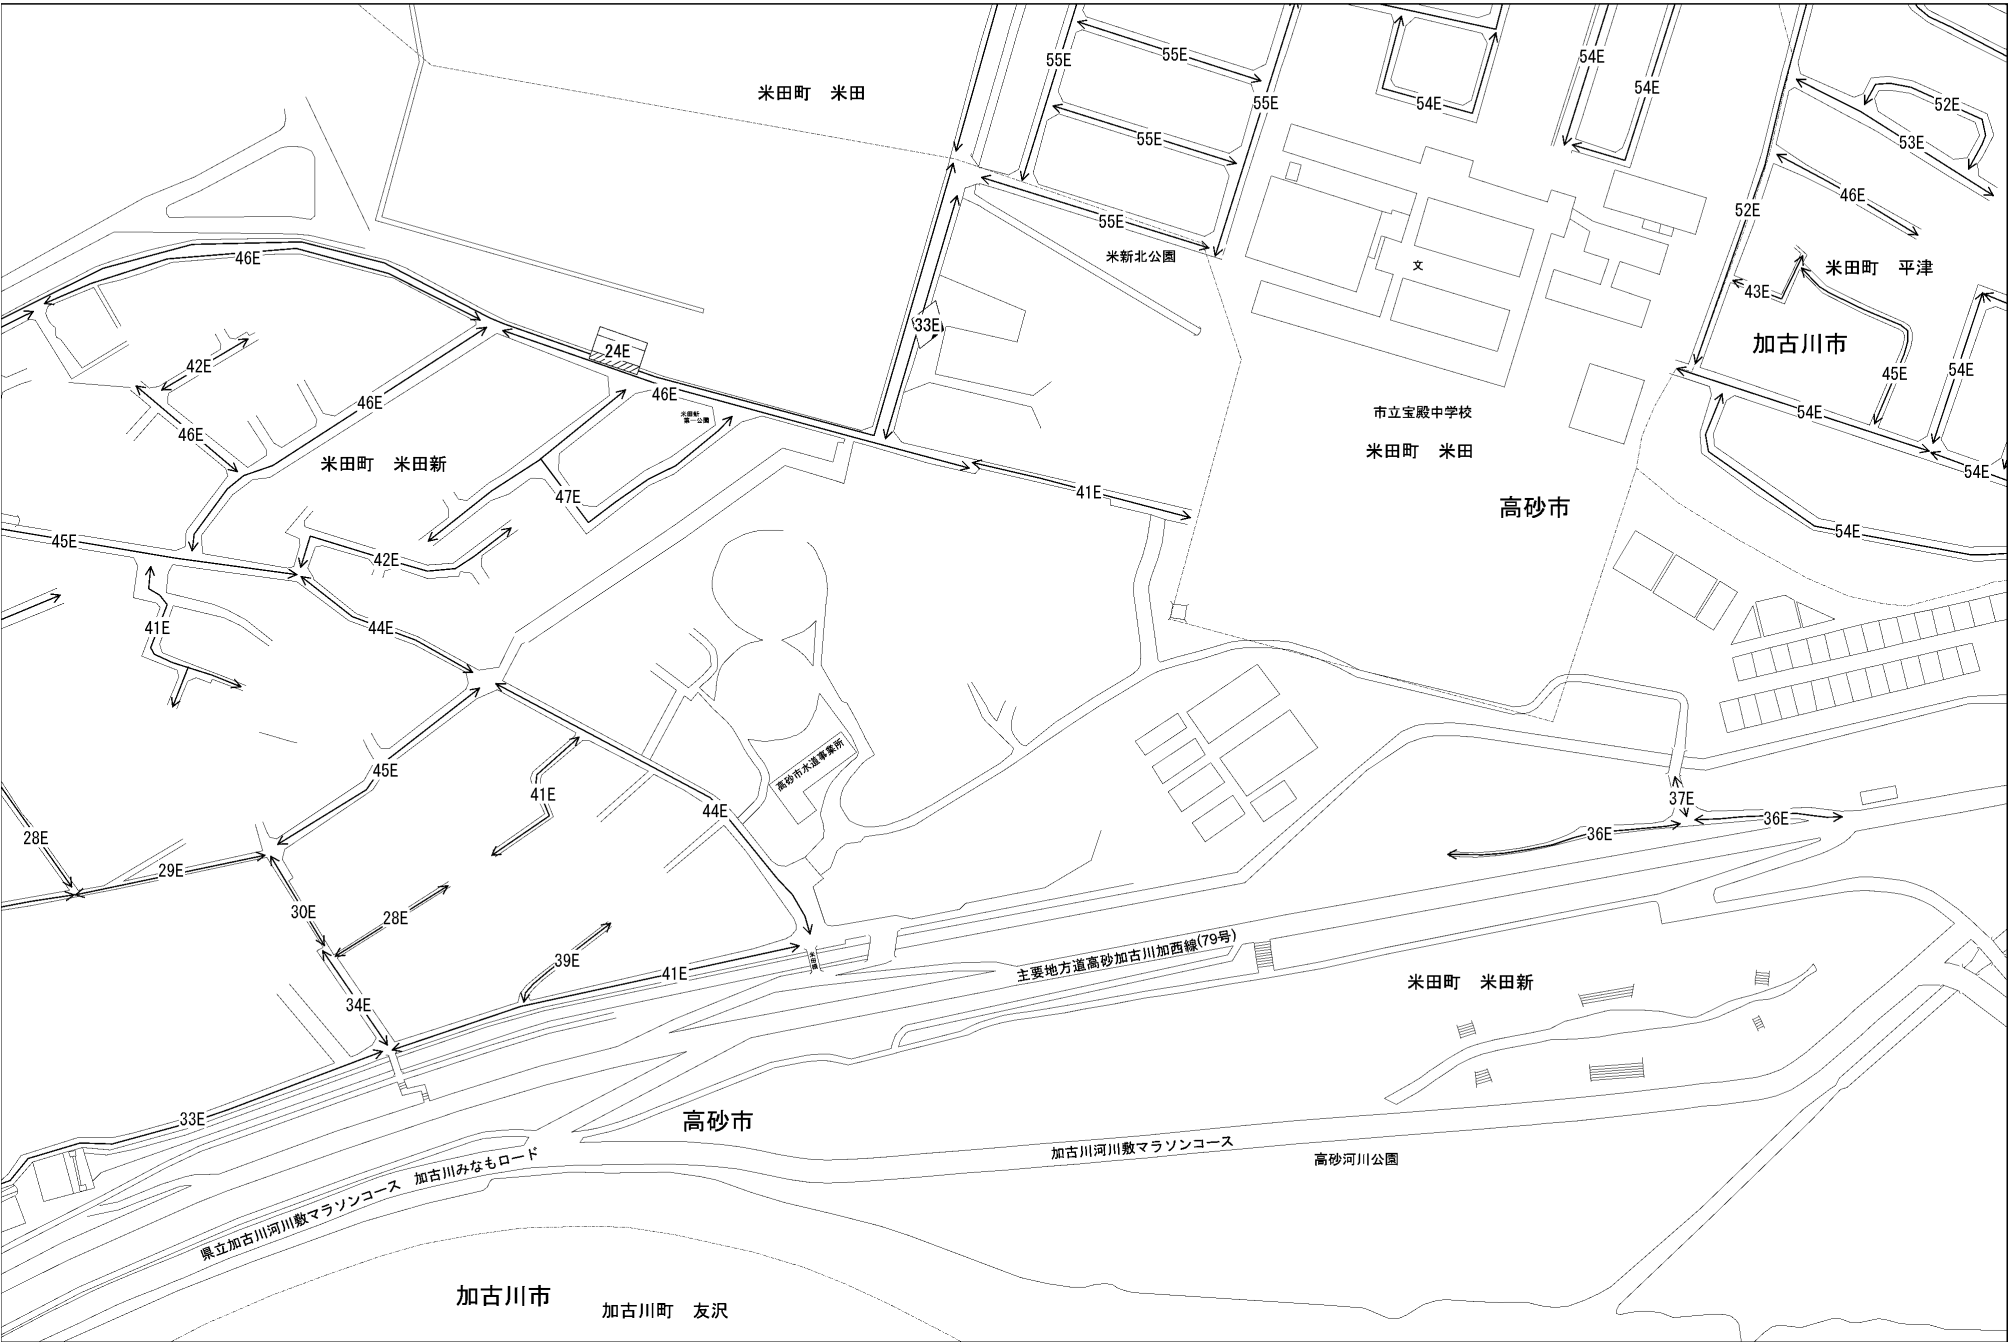 55E
55E
54E
54E
米田町　米田
55E
54E
52E
55E
53E
46E
55E
52E
米新北公園
46E
文
米田町　平津
43E
33E
加古川市
24E
42E
45E
54E
46E
46E
米田新
第一公園
市立宝殿中学校
54E
46E
米田町　米田
米田町　米田新
54E
41E
47E
高砂市
54E
45E
42E
41E
44E
高砂市水道事業所
45E
41E
37E
44E
36E
28E
36E
29E
30E
28E
主要地方道高砂加古川加西線(79号)
39E
41E
米田町　米田新
34E
33E
高砂市
加古川河川敷マラソンコース
高砂河川公園
県立加古川河川敷マラソンコース　加古川みなもロード
加古川市
加古川町　友沢